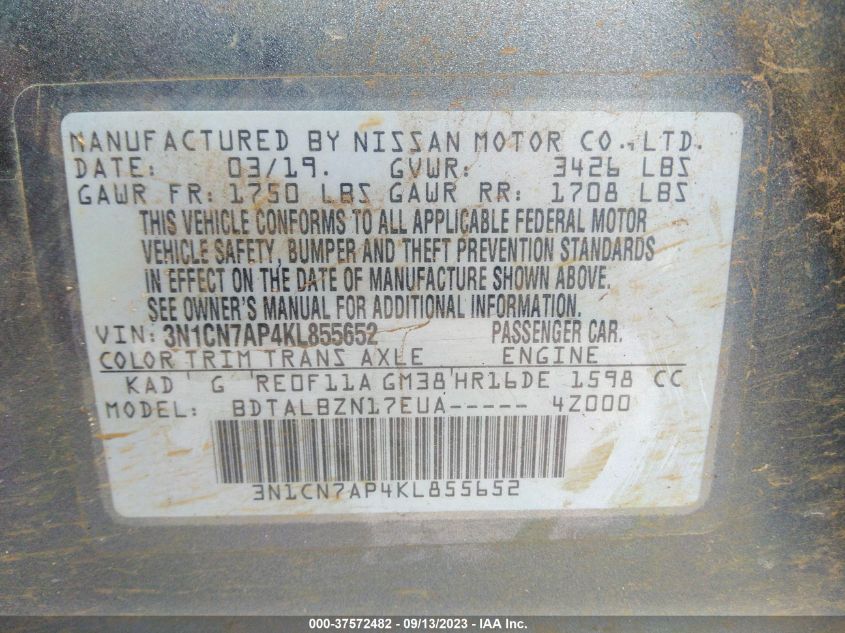 MANUFACTURED BY NISSAN MOTOR CO.,LTD.
DATE: 03/19. GVWR: 3426 LBS
GAWR FR: 1750 LBS GAWR RR: 1708 LBS
THIS VEHICLE CONFORMS TO ALL APPLICABLE FEDERAL MOTOR
VEHICLE SAFETY, BUMPER AND THEFT PREVENTION STANDARDS
IN EFFECT ON THE DATE OF MANUFACTURE SHOWN ABOVE.
SEE OWNER'S MANUAL FOR ADDITIONAL INFORMATION.
VIN: 3N1CN7AP4KL855652 PASSENGER CAR.
COLOR TRIM TRANS AXLE ENGINE
KAD G RE0F11A GM38 HR16DE 1598 CC
MODEL: BDTALBZN17EUA----- 4Z000
3N1CN7AP4KL855652
000-37572482 - 09/13/2023 - IAA Inc.